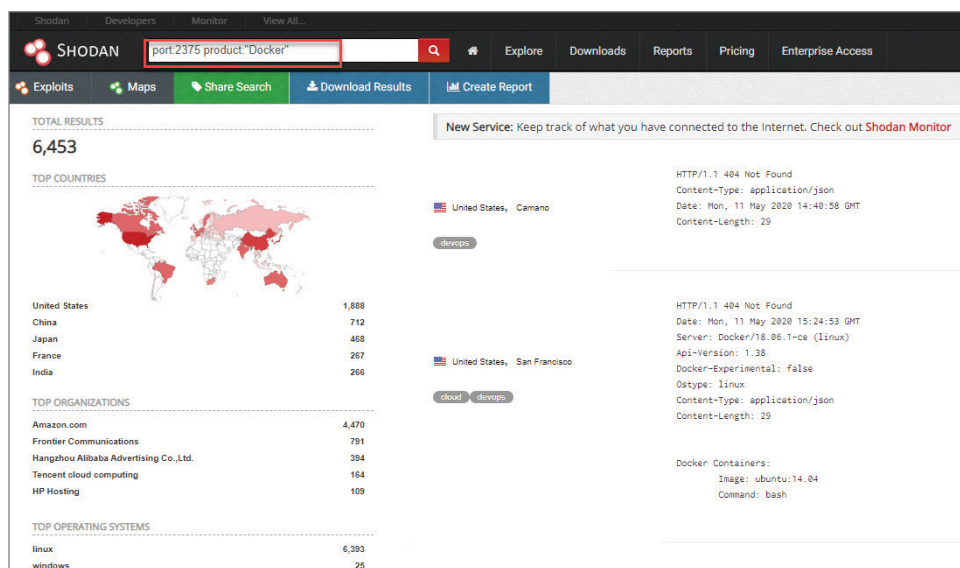 Shodan Developers Monitor View All...
SHODAN port:2375 product:"Docker" Explore Downloads Reports Pricing Enterprise Access
Exploits Maps Share Search Download Results Create Report
TOTAL RESULTS
6,453
TOP COUNTRIES
United States 1,888
China 712
Japan 468
France 267
India 266
TOP ORGANIZATIONS
Amazon.com 4,470
Frontier Communications 791
Hangzhou Alibaba Advertising Co.,Ltd. 394
Tencent cloud computing 164
HP Hosting 109
TOP OPERATING SYSTEMS
linux 6,393
windows 25
New Service: Keep track of what you have connected to the Internet. Check out Shodan Monitor
United States, Camano
devops
HTTP/1.1 404 Not Found
Content-Type: application/json
Date: Mon, 11 May 2020 14:40:58 GMT
Content-Length: 29
United States, San Francisco
cloud devops
HTTP/1.1 404 Not Found
Date: Mon, 11 May 2020 15:24:53 GMT
Server: Docker/18.06.1-ce (linux)
Api-Version: 1.38
Docker-Experimental: false
Ostype: linux
Content-Type: application/json
Content-Length: 29
Docker Containers:
Image: ubuntu:14.04
Command: bash